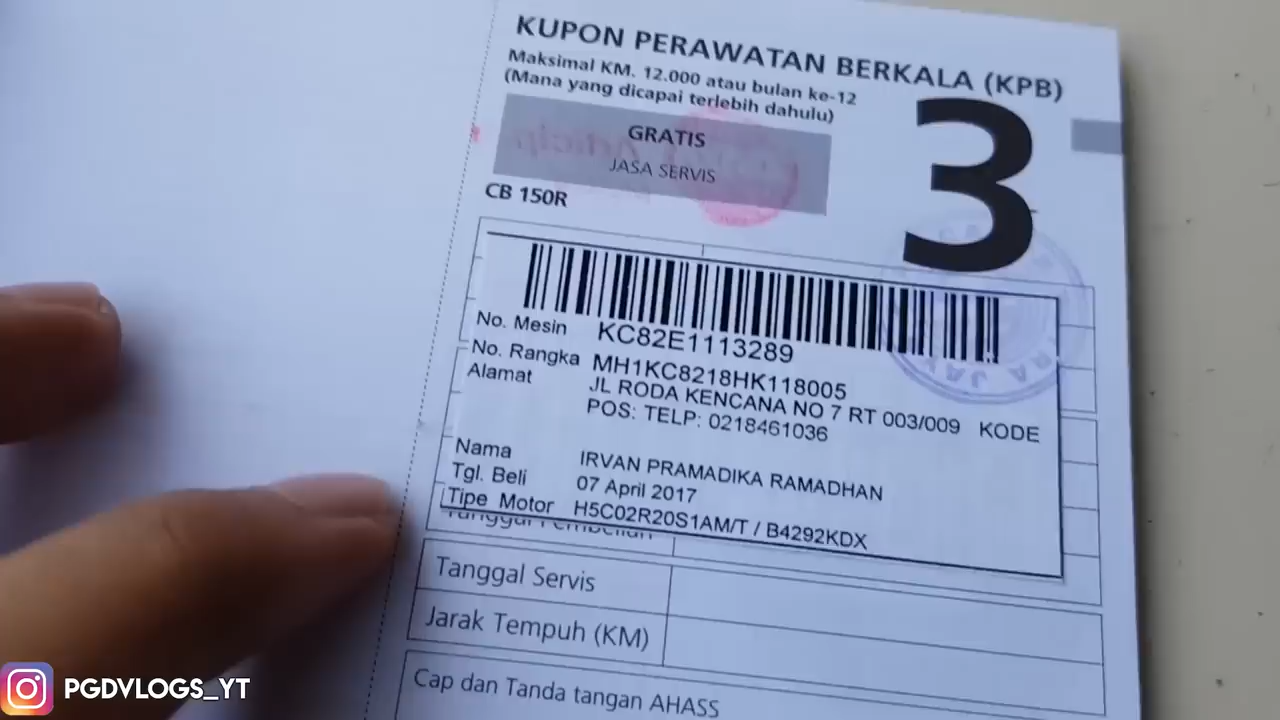 KUPON PERAWATAN BERKALA (KPB)
Maksimal KM. 12.000 atau bulan ke-12
(Mana yang dicapai terlebih dahulu)
GRATIS
JASA SERVIS
3
CB 150R
No. Mesin KC82E1113289
No. Rangka MH1KC8218HK118005
Alamat JL RODA KENCANA NO 7 RT 003/009 KODE
POS: TELP: 0218461036
Nama IRVAN PRAMADIKA RAMADHAN
Tgl. Beli 07 April 2017
Tipe Motor H5C02R20S1AM/T / B4292KDX
Tanggal Pembelian
Tanggal Servis
Jarak Tempuh (KM)
Cap dan Tanda tangan AHASS
PGDVLOGS_YT